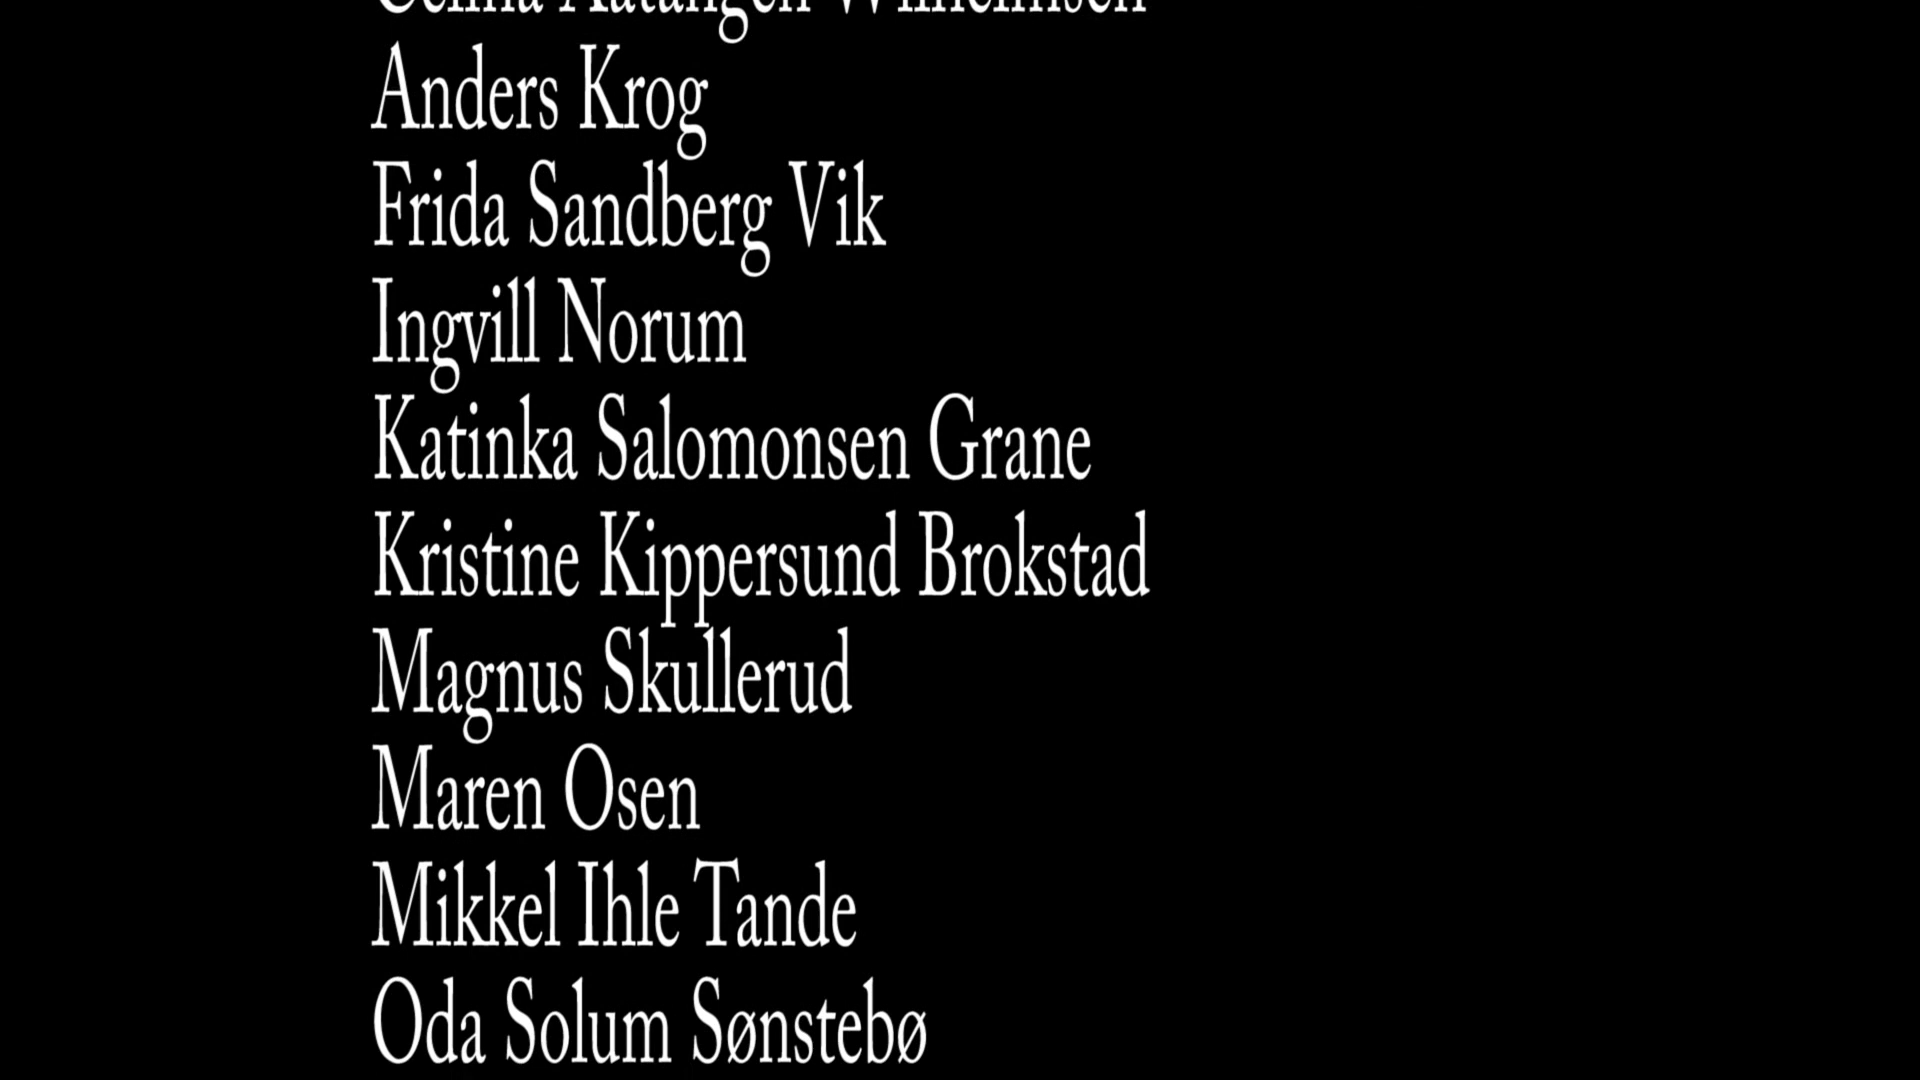 Anders Krog
Frida Sandberg Vik
Ingvill Norum
Katinka Salomonsen Grane
Kristine Kippersund Brokstad
Magnus Skullerud
Maren Osen
Mikkel Ihle Tande
Oda Solum Sønstebø